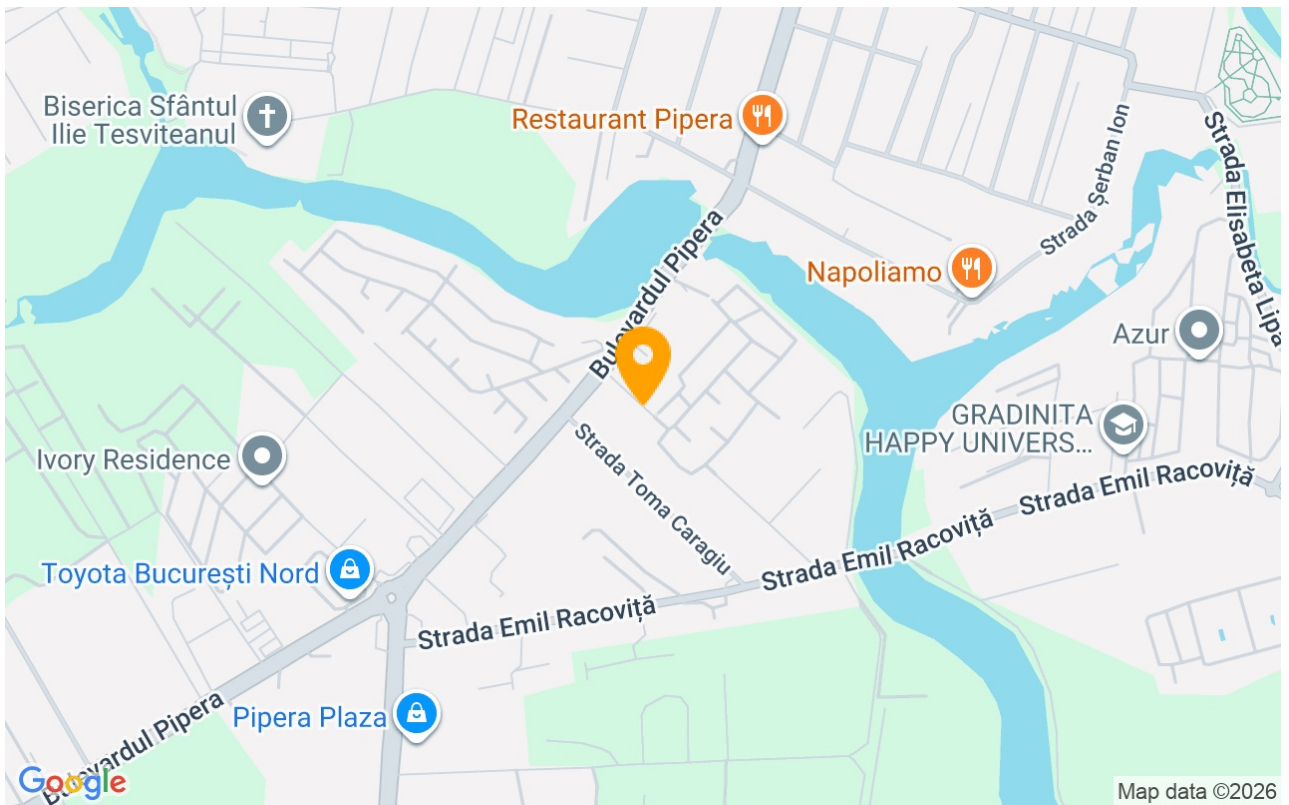 Biserica Sfântul
Ilie Tesviteanul
Restaurant Pipera
Strada Șerban Ion
Strada Elisabeta Lipă
Bulevardul Pipera
Napoliamo
Azur
GRADINITA
HAPPY UNIVERS...
Ivory Residence
Strada Toma Caragiu
Strada Emil Racoviță
Strada Emil Racoviță
Toyota București Nord
Strada Emil Racoviță
Pipera Plaza
Bulevardul Pipera
Google
Map data ©2026